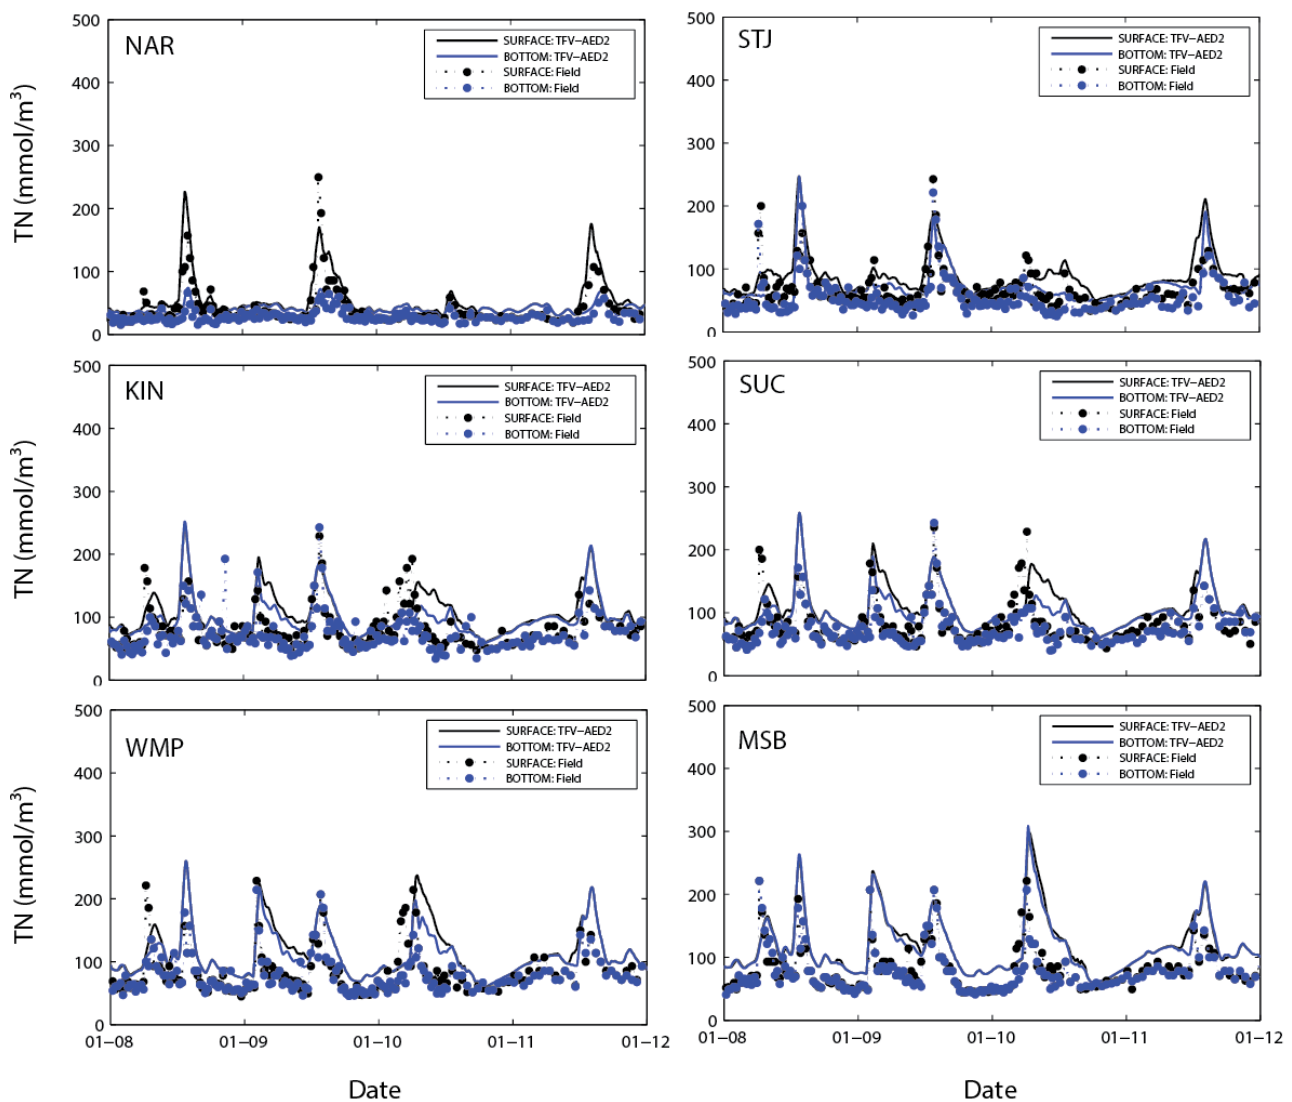 500
400
300
200
100
0
TN (mmol/m³)
NAR
SURFACE: TFV–AED2
BOTTOM: TFV–AED2
SURFACE: Field
BOTTOM: Field
500
400
300
200
100
0
STJ
SURFACE: TFV–AED2
BOTTOM: TFV–AED2
SURFACE: Field
BOTTOM: Field
500
400
300
200
100
0
TN (mmol/m³)
KIN
SURFACE: TFV–AED2
BOTTOM: TFV–AED2
SURFACE: Field
BOTTOM: Field
500
400
300
200
100
0
SUC
SURFACE: TFV–AED2
BOTTOM: TFV–AED2
SURFACE: Field
BOTTOM: Field
500
400
300
200
100
0
TN (mmol/m³)
WMP
SURFACE: TFV–AED2
BOTTOM: TFV–AED2
SURFACE: Field
BOTTOM: Field
01–08 01–09 01–10 01–11 01–12
Date
500
400
300
200
100
0
MSB
SURFACE: TFV–AED2
BOTTOM: TFV–AED2
SURFACE: Field
BOTTOM: Field
01–08 01–09 01–10 01–11 01–12
Date